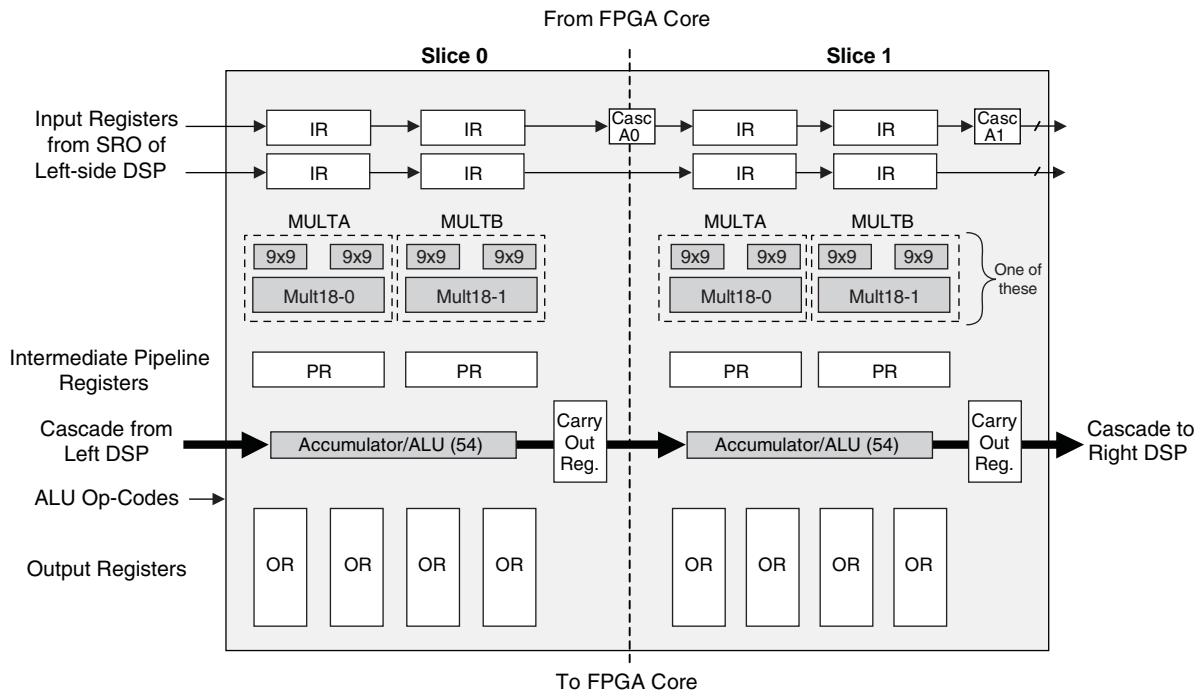 From FPGA Core
Slice 0
Slice 1
Input Registers
from SRO of
Left-side DSP
IR
IR
Casc
A0
IR
IR
Casc
A1
IR
IR
IR
IR
MULTA
MULTB
MULTA
MULTB
9x9
9x9
9x9
9x9
9x9
9x9
9x9
9x9
Mult18-0
Mult18-1
Mult18-0
Mult18-1
One of
these
Intermediate Pipeline
Registers
PR
PR
PR
PR
Cascade from
Left DSP
Accumulator/ALU (54)
Carry
Out
Reg.
Accumulator/ALU (54)
Carry
Out
Reg.
Cascade to
Right DSP
ALU Op-Codes
Output Registers
OR
OR
OR
OR
OR
OR
OR
OR
To FPGA Core